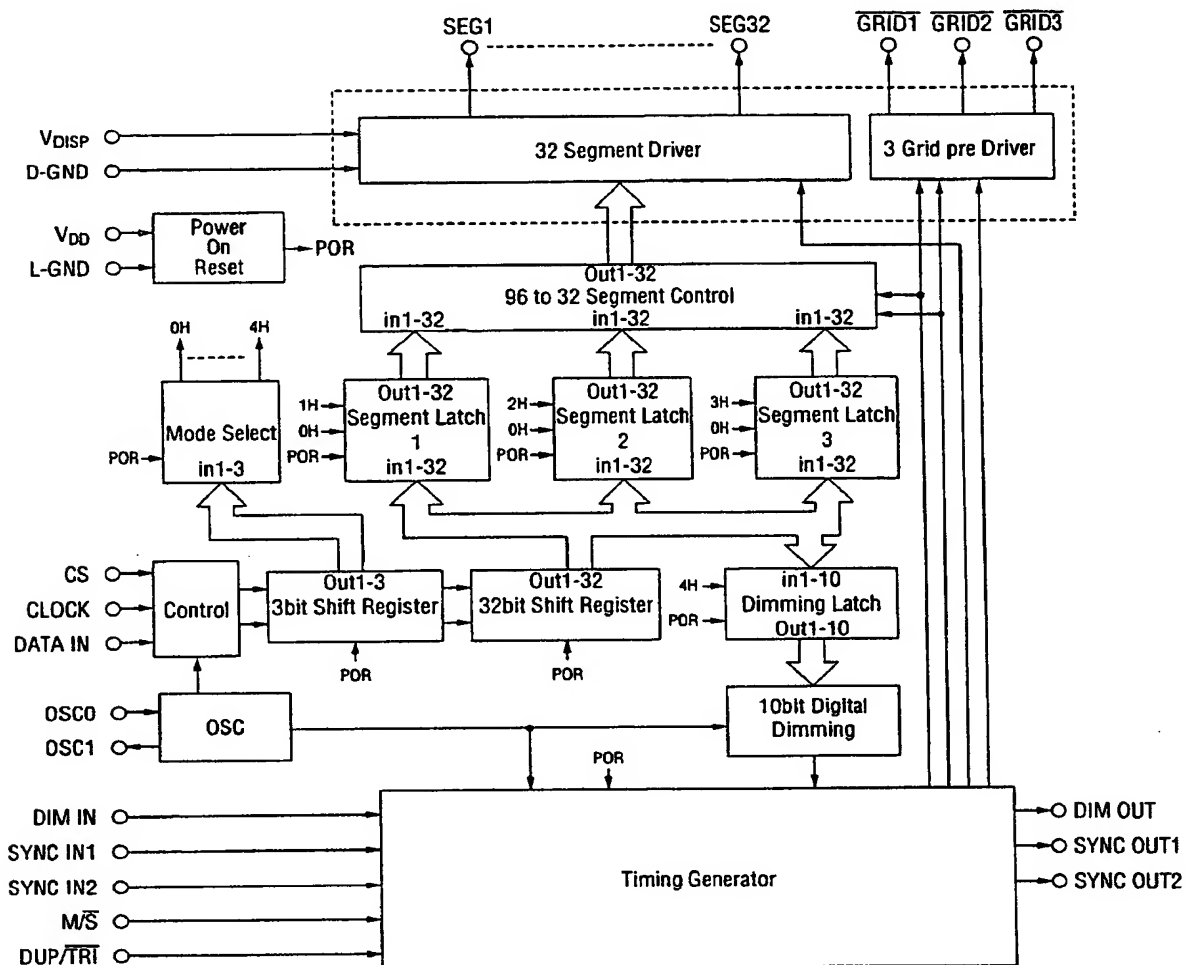 SEG1
SEG32
GRID1
GRID2
GRID3
VDISP
D-GND
32 Segment Driver
3 Grid pre Driver
VDD
L-GND
Power
On
Reset
POR
Out1-32
96 to 32 Segment Control
in1-32
in1-32
in1-32
0H
4H
Mode Select
in1-3
POR
1H
0H
POR
Out1-32
Segment Latch
1
in1-32
2H
0H
POR
Out1-32
Segment Latch
2
in1-32
3H
0H
POR
Out1-32
Segment Latch
3
in1-32
CS
CLOCK
DATA IN
Control
Out1-3
3bit Shift Register
POR
Out1-32
32bit Shift Register
POR
4H
POR
in1-10
Dimming Latch
Out1-10
OSC0
OSC1
OSC
10bit Digital
Dimming
POR
DIM IN
SYNC IN1
SYNC IN2
M/S
DUP/TRI
Timing Generator
DIM OUT
SYNC OUT1
SYNC OUT2